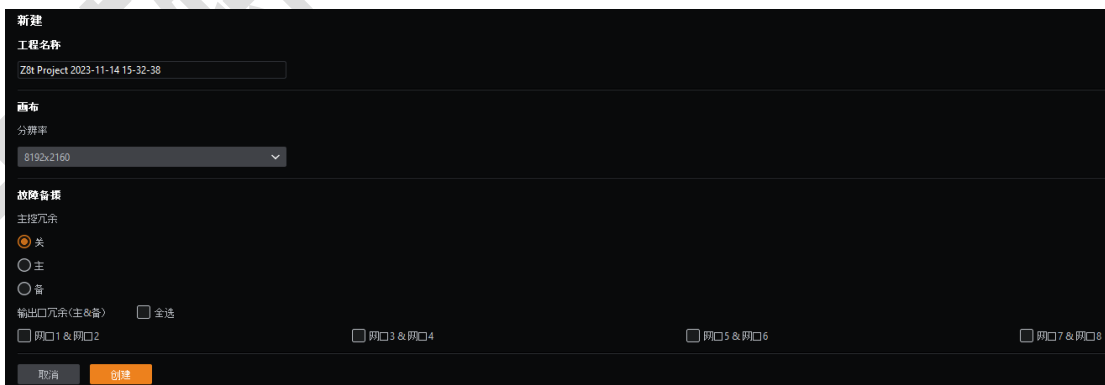 新建
工程名称
Z8t Project 2023-11-14 15-32-38
画布
分辨率
8192x2160
故障备援
主控冗余
关
主
备
输出口冗余(主&备) 全选
网口1 & 网口2 网口3 & 网口4 网口5 & 网口6 网口7 & 网口8
取消 创建